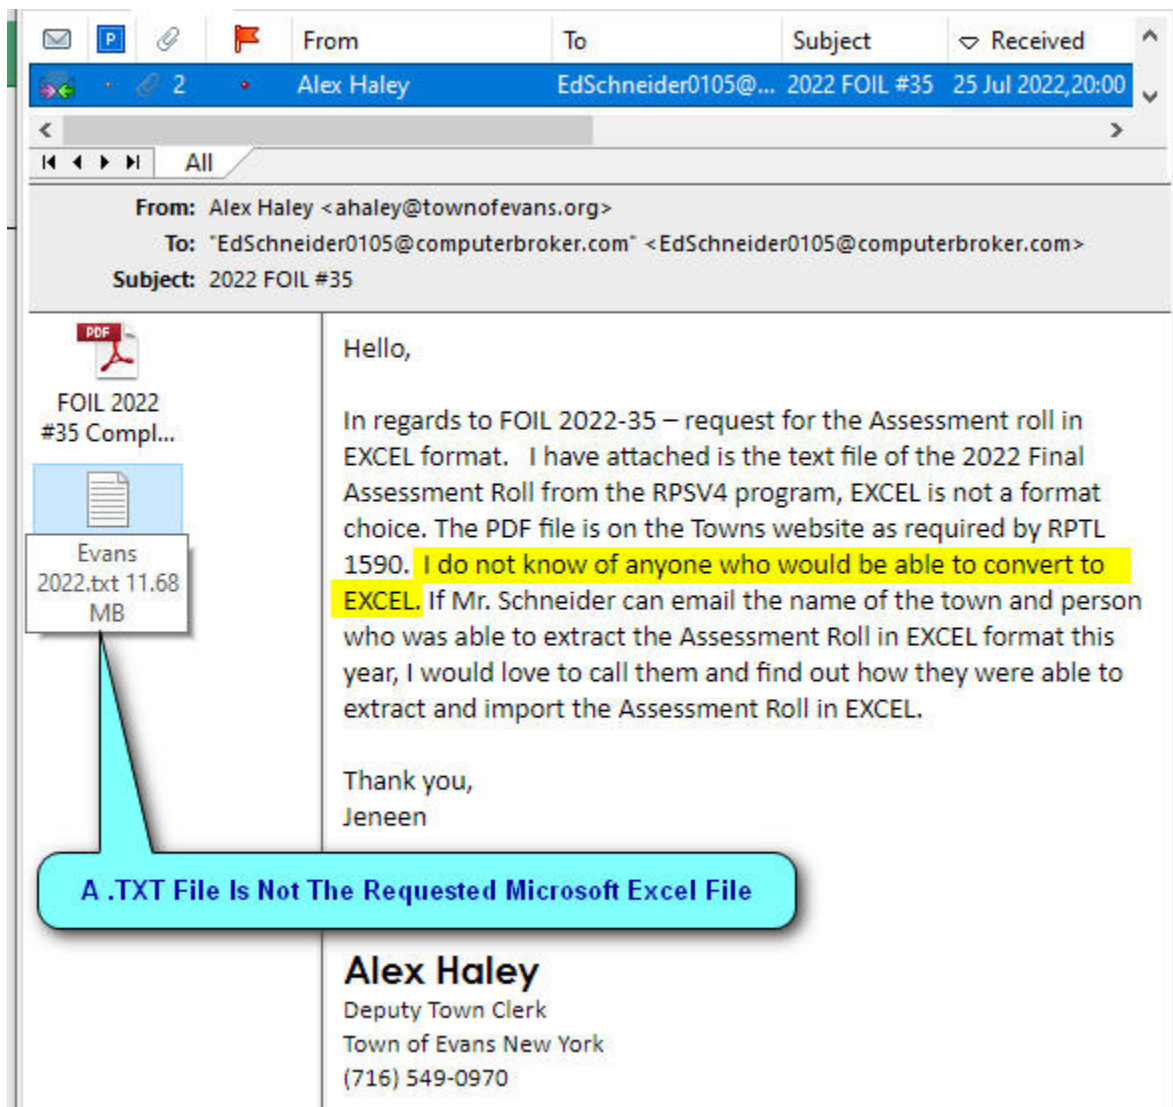 P From To Subject Received
2 Alex Haley EdSchneider0105@... 2022 FOIL #35 25 Jul 2022,20:00
All
From: Alex Haley <ahaley@townofevans.org>
To: "EdSchneider0105@computerbroker.com" <EdSchneider0105@computerbroker.com>
Subject: 2022 FOIL #35
PDF
FOIL 2022
#35 Compl...
Evans
2022.txt 11.68
MB
Hello,
In regards to FOIL 2022-35 – request for the Assessment roll in
EXCEL format.   I have attached is the text file of the 2022 Final
Assessment Roll from the RPSV4 program, EXCEL is not a format
choice. The PDF file is on the Towns website as required by RPTL
1590.  I do not know of anyone who would be able to convert to
EXCEL. If Mr. Schneider can email the name of the town and person
who was able to extract the Assessment Roll in EXCEL format this
year, I would love to call them and find out how they were able to
extract and import the Assessment Roll in EXCEL.
Thank you,
Jeneen
A .TXT File Is Not The Requested Microsoft Excel File
Alex Haley
Deputy Town Clerk
Town of Evans New York
(716) 549-0970